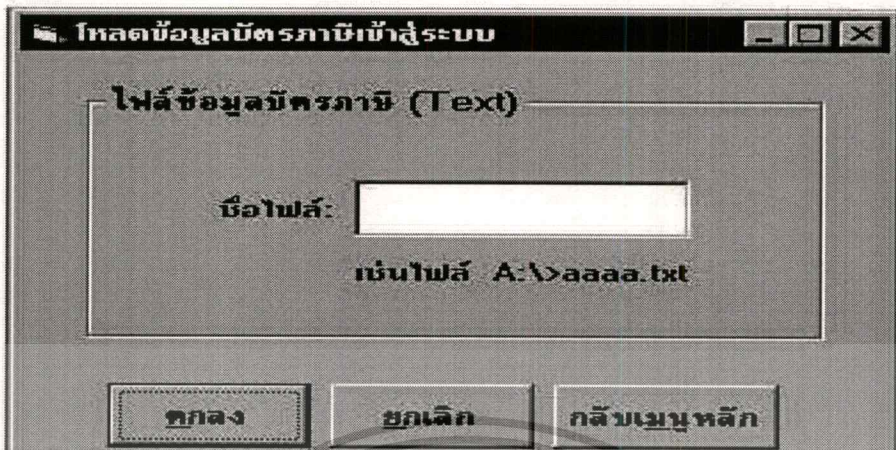 โหลดข้อมูลบัตรภาษีเข้าสู่ระบบ
ไฟล์ข้อมูลบัตรภาษี (Text)
ชื่อไฟล์:
เช่นไฟล์ A:\>aaaa.txt
ตกลง ยกเลิก กลับเมนูหลัก